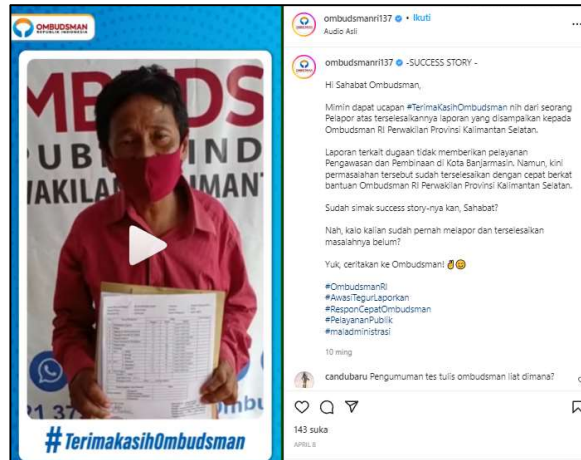 OMBUDSMAN
REPUBLIK INDONESIA
MBUDS
UB IND
VAKILA IMAN
21 37
mbu
#TerimakasihOmbudsman
ombudsmanri137 • Ikuti
Audio Asli
ombudsmanri137 -SUCCESS STORY -
Hi Sahabat Ombudsman,
Mimin dapat ucapan #TerimaKasihOmbudsman nih dari seorang
Pelapor atas terselesaikannya laporan yang disampaikan kepada
Ombudsman RI Perwakilan Provinsi Kalimantan Selatan.
Laporan terkait dugaan tidak memberikan pelayanan
Pengawasan dan Pembinaan di Kota Banjarmasin. Namun, kini
permasalahan tersebut sudah terselesaikan dengan cepat berkat
bantuan Ombudsman RI Perwakilan Provinsi Kalimantan Selatan.
Sudah simak success story-nya kan, Sahabat?
Nah, kalo kalian sudah pernah melapor dan terselesaikan
masalahnya belum?
Yuk, ceritakan ke Ombudsman!
#OmbudsmanRI
#AwasiTegurLaporkan
#ResponCepatOmbudsman
#PelayananPublik
#maladministrasi
10 ming
candubaru Pengumuman tes tulis ombudsman liat dimana?
143 suka
APRIL 8